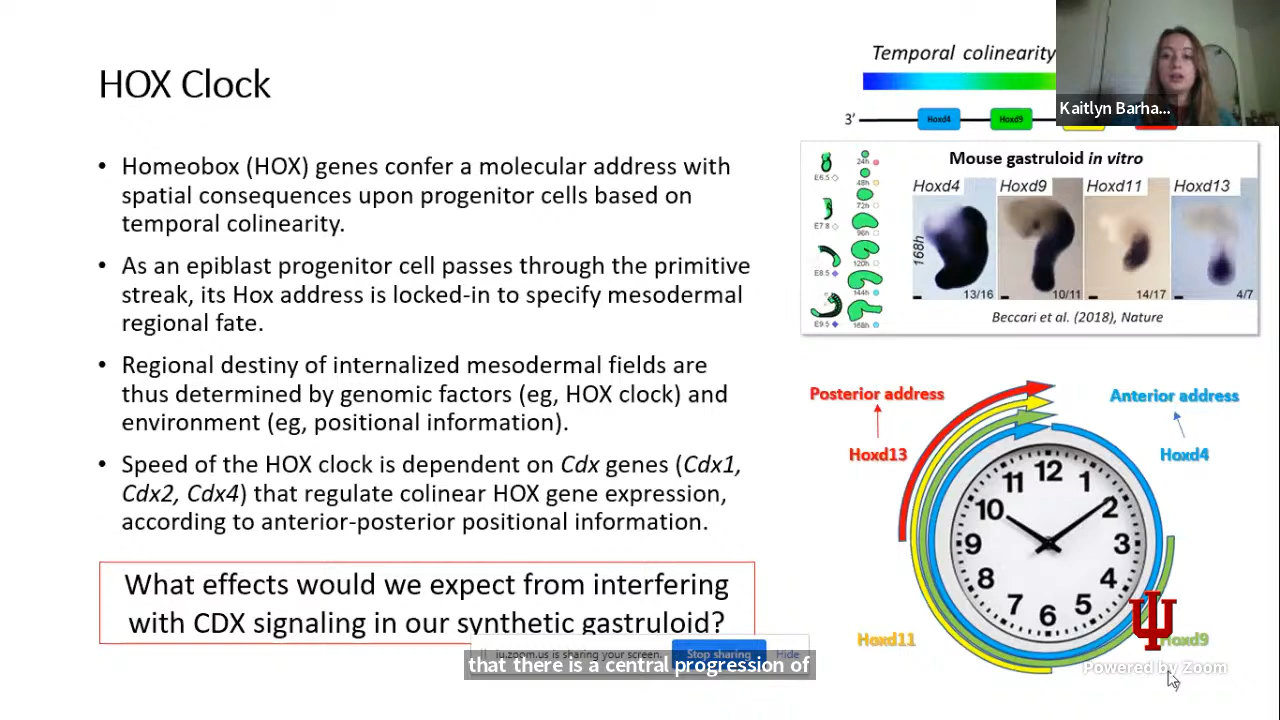 HOX Clock
• Homeobox (HOX) genes confer a molecular address with
spatial consequences upon progenitor cells based on
temporal colinearity.
• As an epiblast progenitor cell passes through the primitive
streak, its Hox address is locked-in to specify mesodermal
regional fate.
• Regional destiny of internalized mesodermal fields are
thus determined by genomic factors (eg, HOX clock) and
environment (eg, positional information).
• Speed of the HOX clock is dependent on Cdx genes (Cdx1,
Cdx2, Cdx4) that regulate colinear HOX gene expression,
according to anterior-posterior positional information.
What effects would we expect from interfering
with CDX signaling in our synthetic gastruloid?
Temporal colinearity
Kaitlyn Barha...
3' Hoxd4 Hoxd9
Mouse gastruloid in vitro
E6.5 24h
48h
72h
E7.8
96h
120h
E8.5
144h
E9.5 168h
Hoxd4 Hoxd9 Hoxd11 Hoxd13
168h
13/16 10/11 14/17 4/7
Beccari et al. (2018), Nature
Posterior address Anterior address
Hoxd13 Hoxd4
12
11 1
10 2
9 3
8 4
7 5
6
Hoxd11 Hoxd9
Powered by Zoom
iu.zoom.us is sharing your screen. Stop sharing Hide
that there is a central progression of